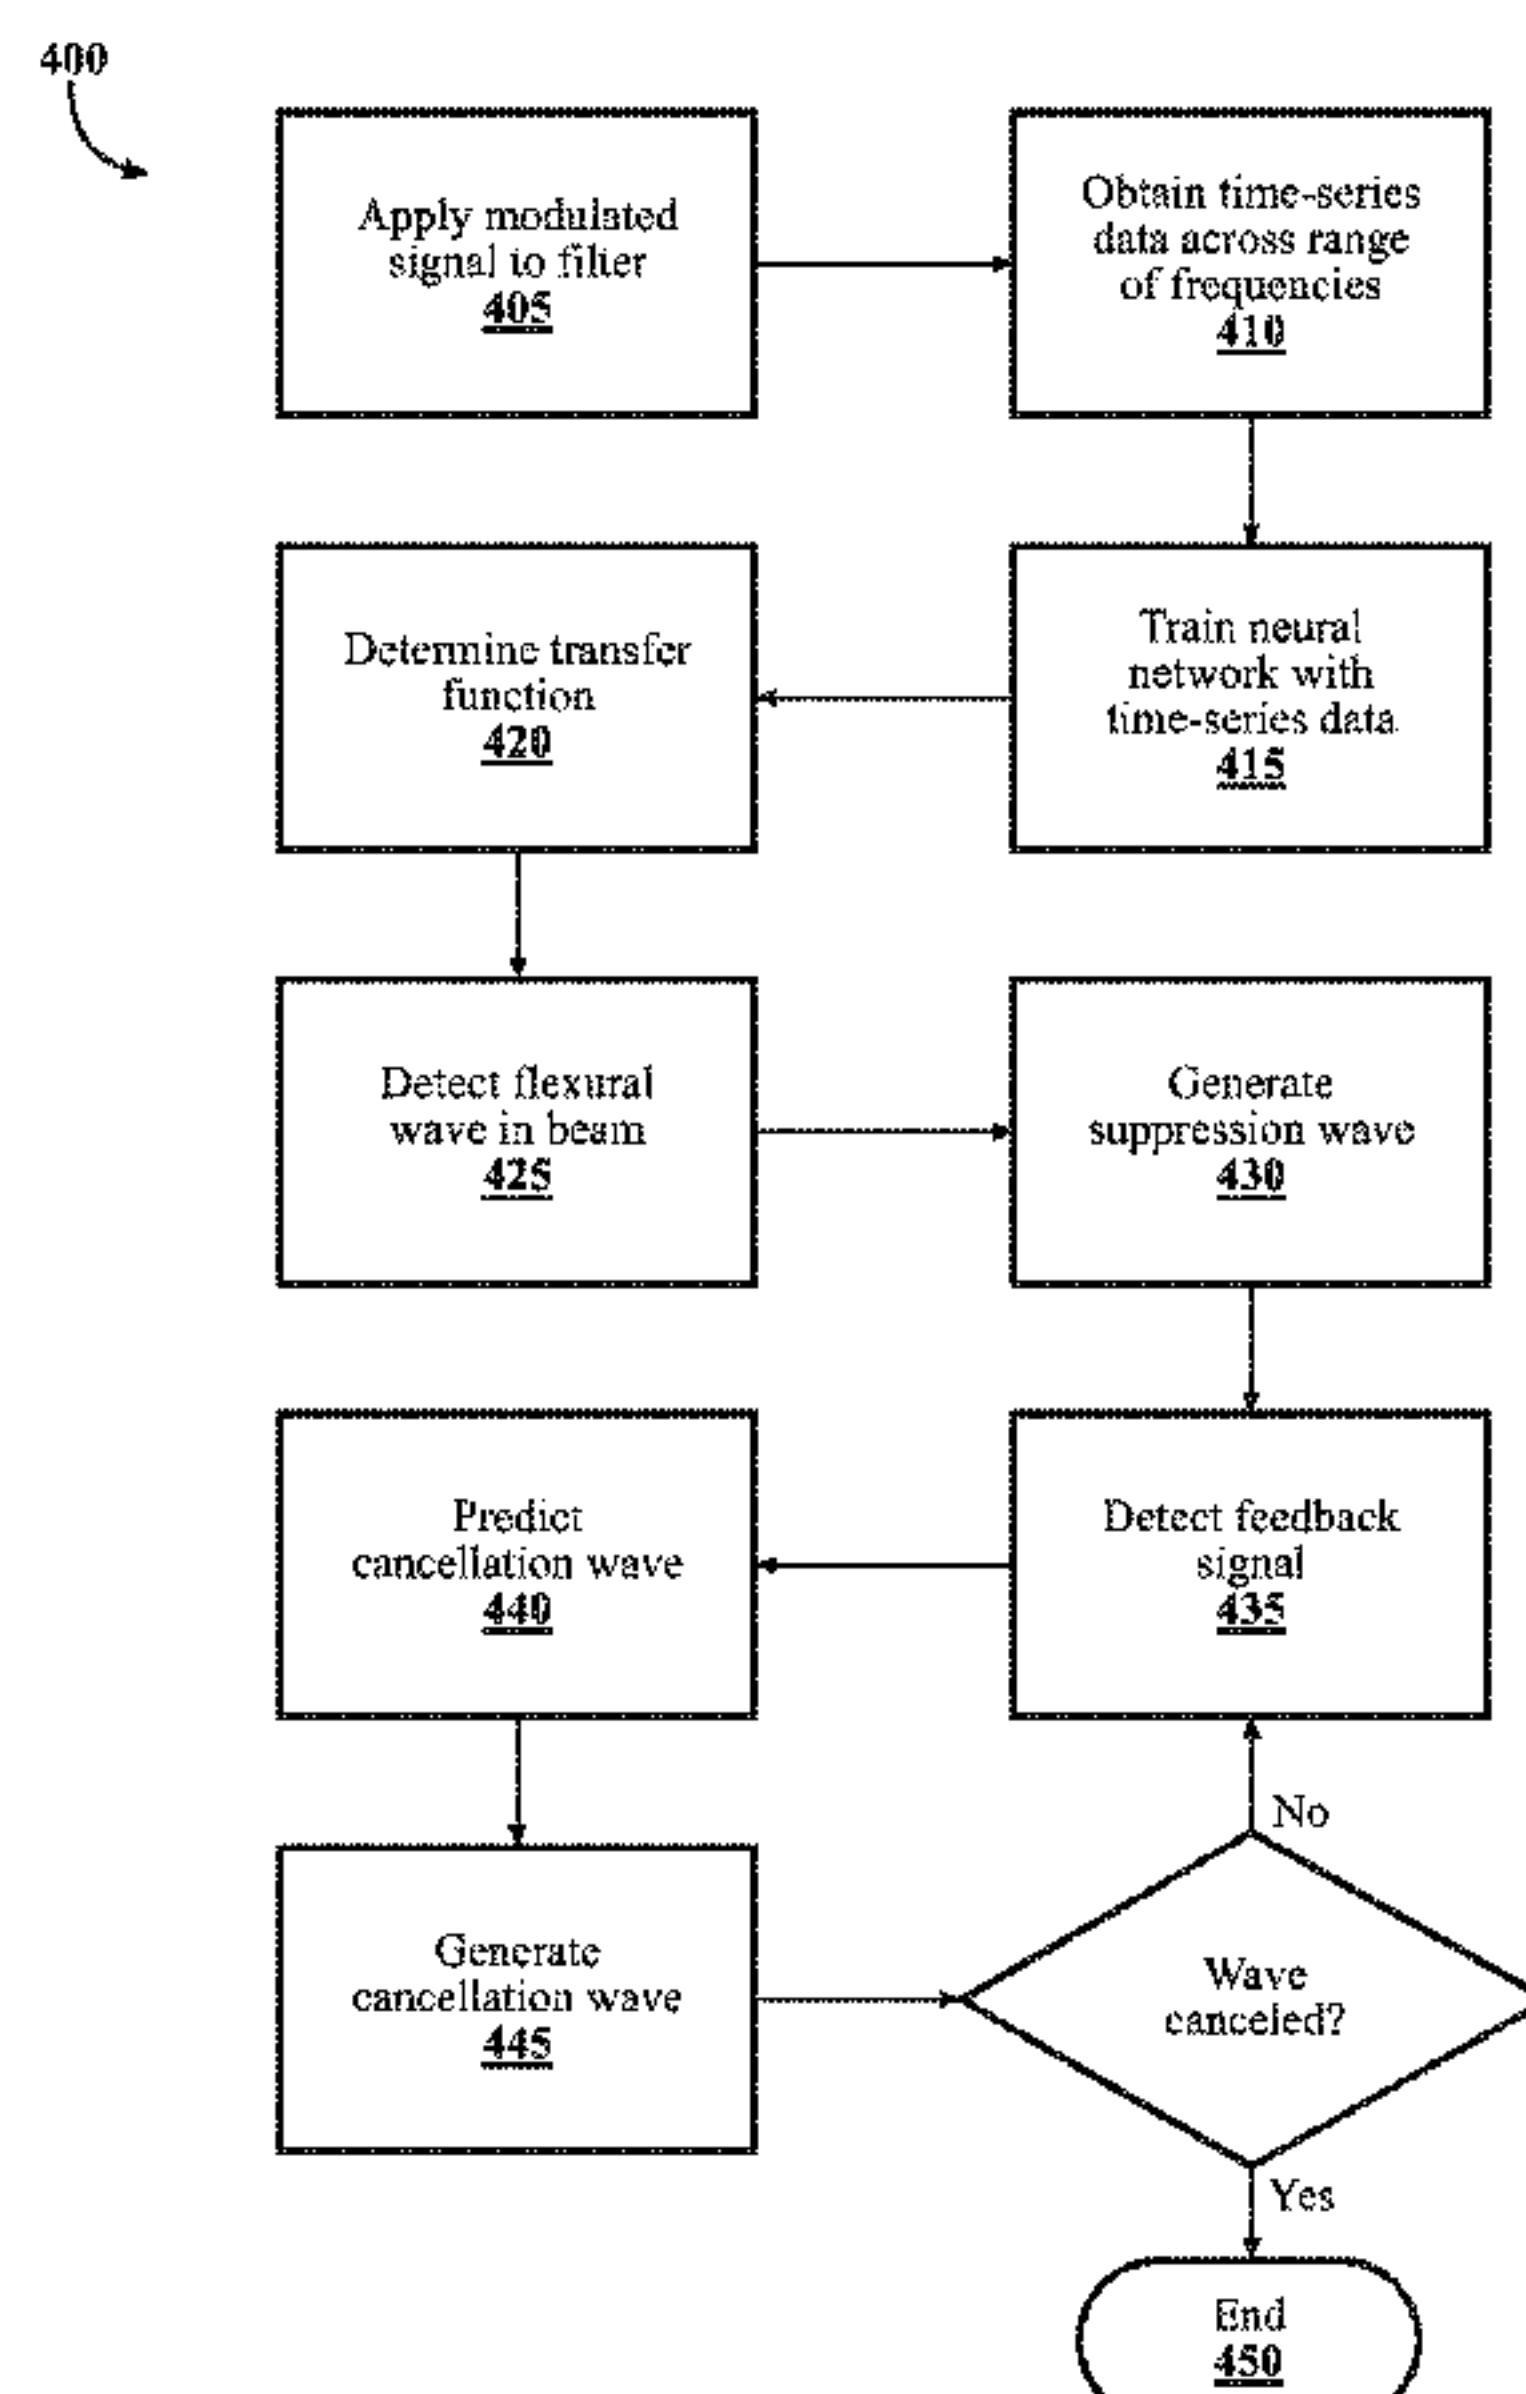 400
Apply modulated
signal to filter
405
Obtain time-series
data across range
of frequencies
410
Train neural
network with
time-series data
415
Determine transfer
function
420
Detect flexural
wave in beam
425
Generate
suppression wave
430
Detect feedback
signal
435
Predict
cancellation wave
440
Generate
cancellation wave
445
No
Wave
canceled?
Yes
End
450